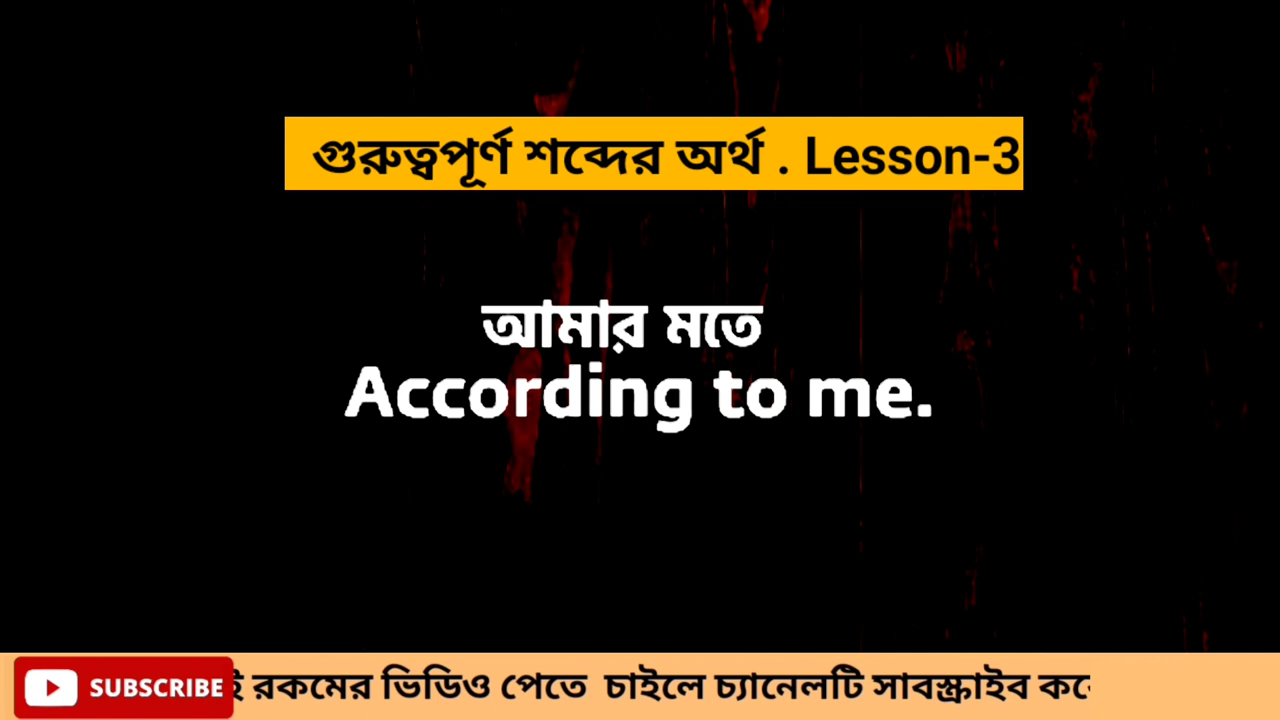 গুরুত্বপূর্ণ শব্দের অর্থ . Lesson-3
আমার মতে
According to me.
SUBSCRIBE রকমের ভিডিও পেতে চাইলে চ্যানেলটি সাবস্ক্রাইব